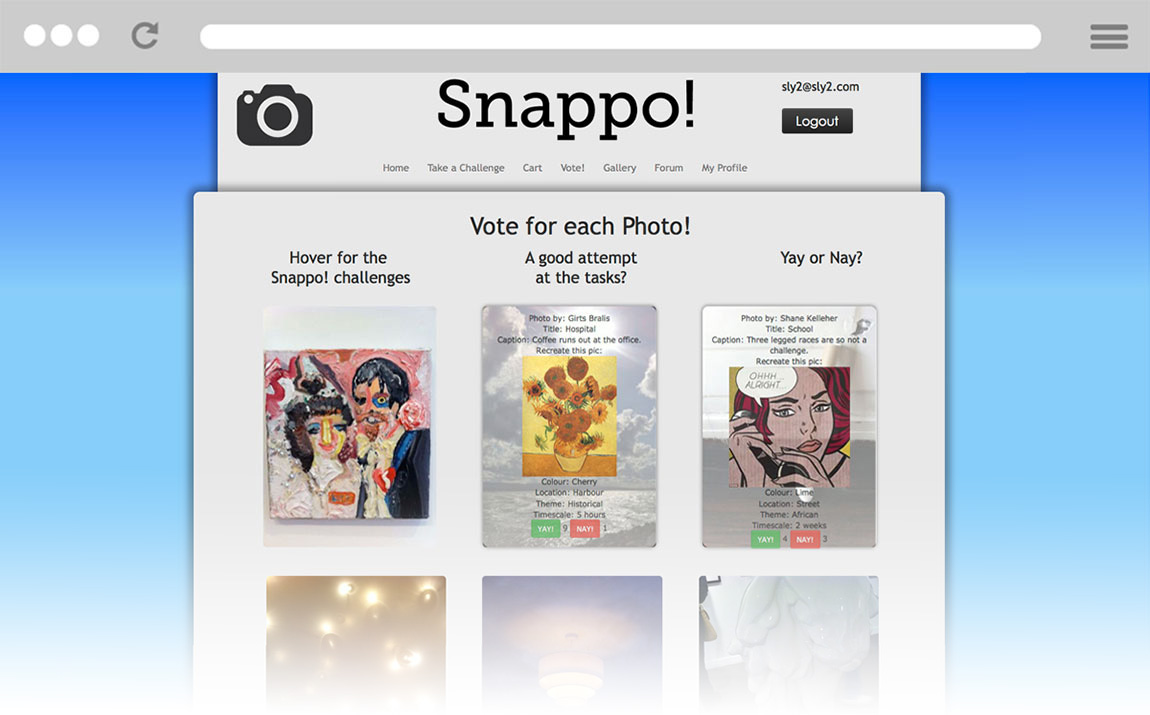 Snappo!
sly2@sly2.com
Logout
Home Take a Challenge Cart Vote! Gallery Forum My Profile
Vote for each Photo!
Hover for the
Snappo! challenges
A good attempt
at the tasks?
Yay or Nay?
Photo by: Girts Bralis
Title: Hospital
Caption: Coffee runs out at the office.
Recreate this pic:
Colour: Cherry
Location: Harbour
Theme: Historical
Timescale: 5 hours
YAY! 9 NAY! 1
Photo by: Shane Kelleher
Title: School
Caption: Three legged races are so not a
challenge.
Recreate this pic:
OHHH...
ALRIGHT...
Colour: Lime
Location: Street
Theme: African
Timescale: 2 weeks
YAY! 4 NAY! 3